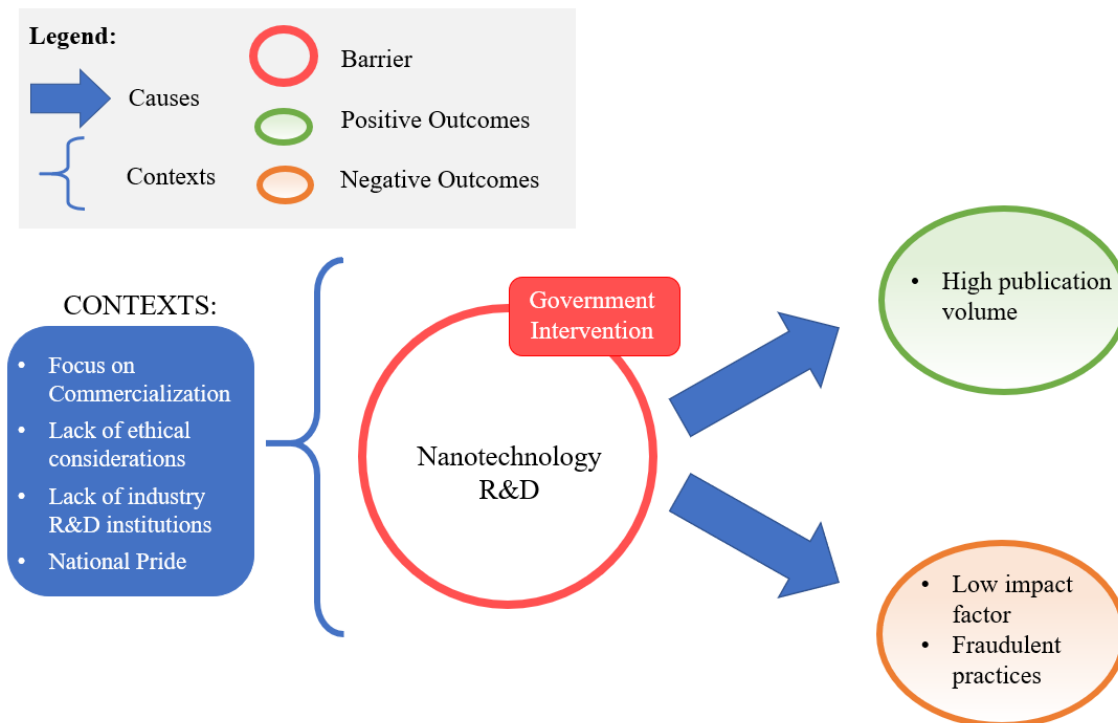 Legend:
Causes
Contexts
Barrier
Positive Outcomes
Negative Outcomes
CONTEXTS:
• Focus on
Commercialization
• Lack of ethical
considerations
• Lack of industry
R&D institutions
• National Pride
Government
Intervention
Nanotechnology
R&D
• High publication
volume
• Low impact
factor
• Fraudulent
practices